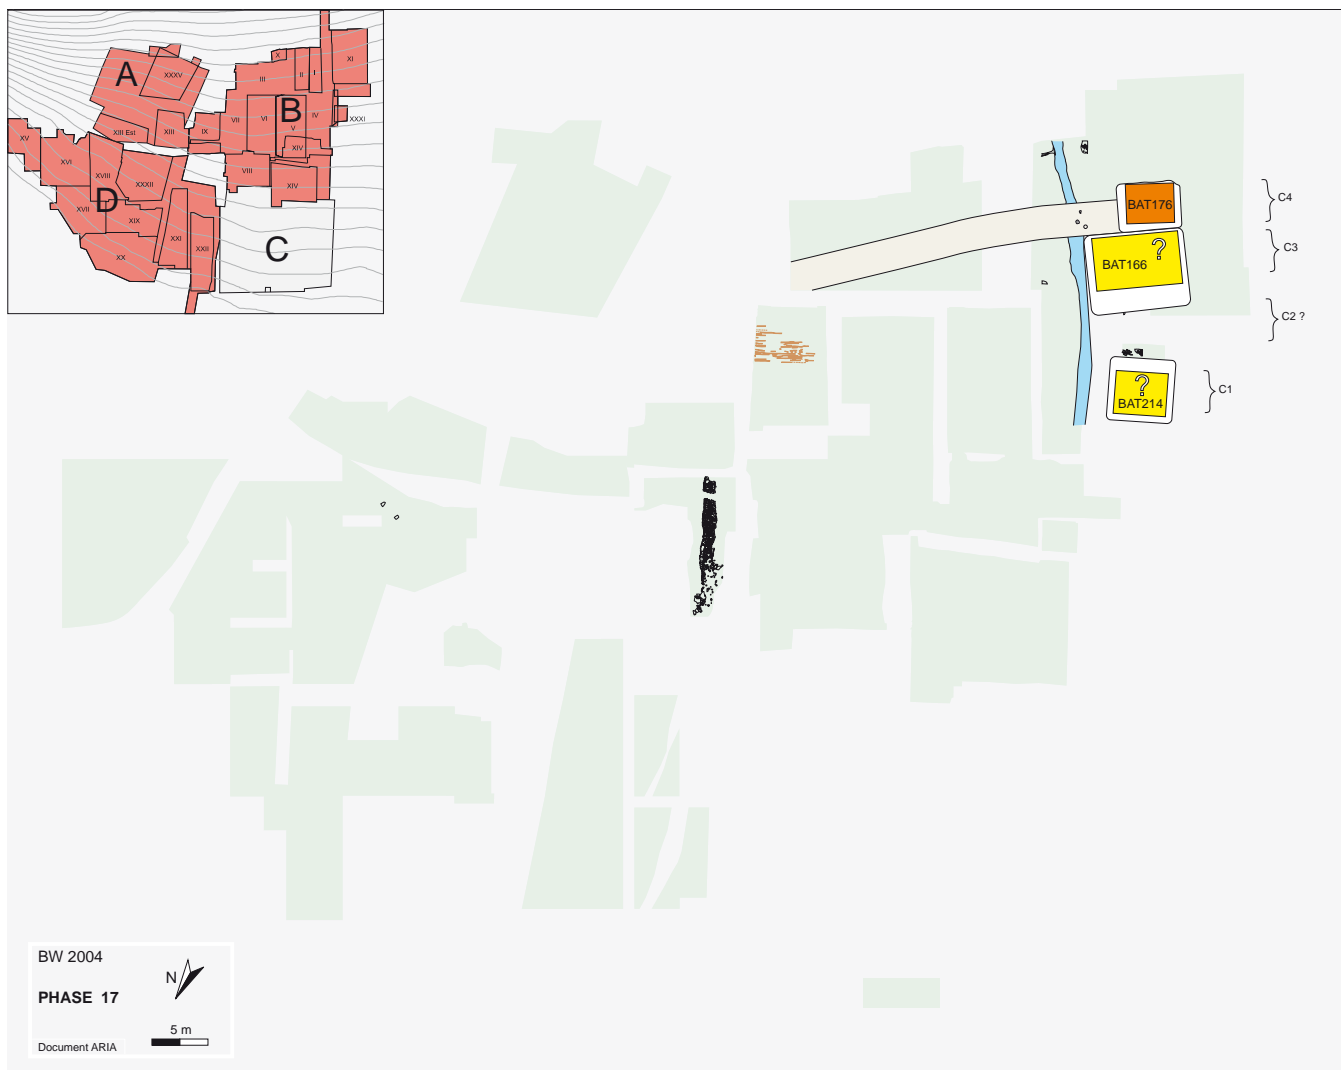 A
XXXV
XIII Est
XIII
IX
X
III
II
I
XI
B
VII
VI
V
IV
XXXI
XIV
VIII
XIV
XV
XVI
XVIII
XXXII
XVII
D
XIX
XXI
XXII
XX
C
BAT176
C4
BAT166
?
C3
C2 ?
?
BAT214
C1
BW 2004
N
PHASE 17
5 m
Document ARIA